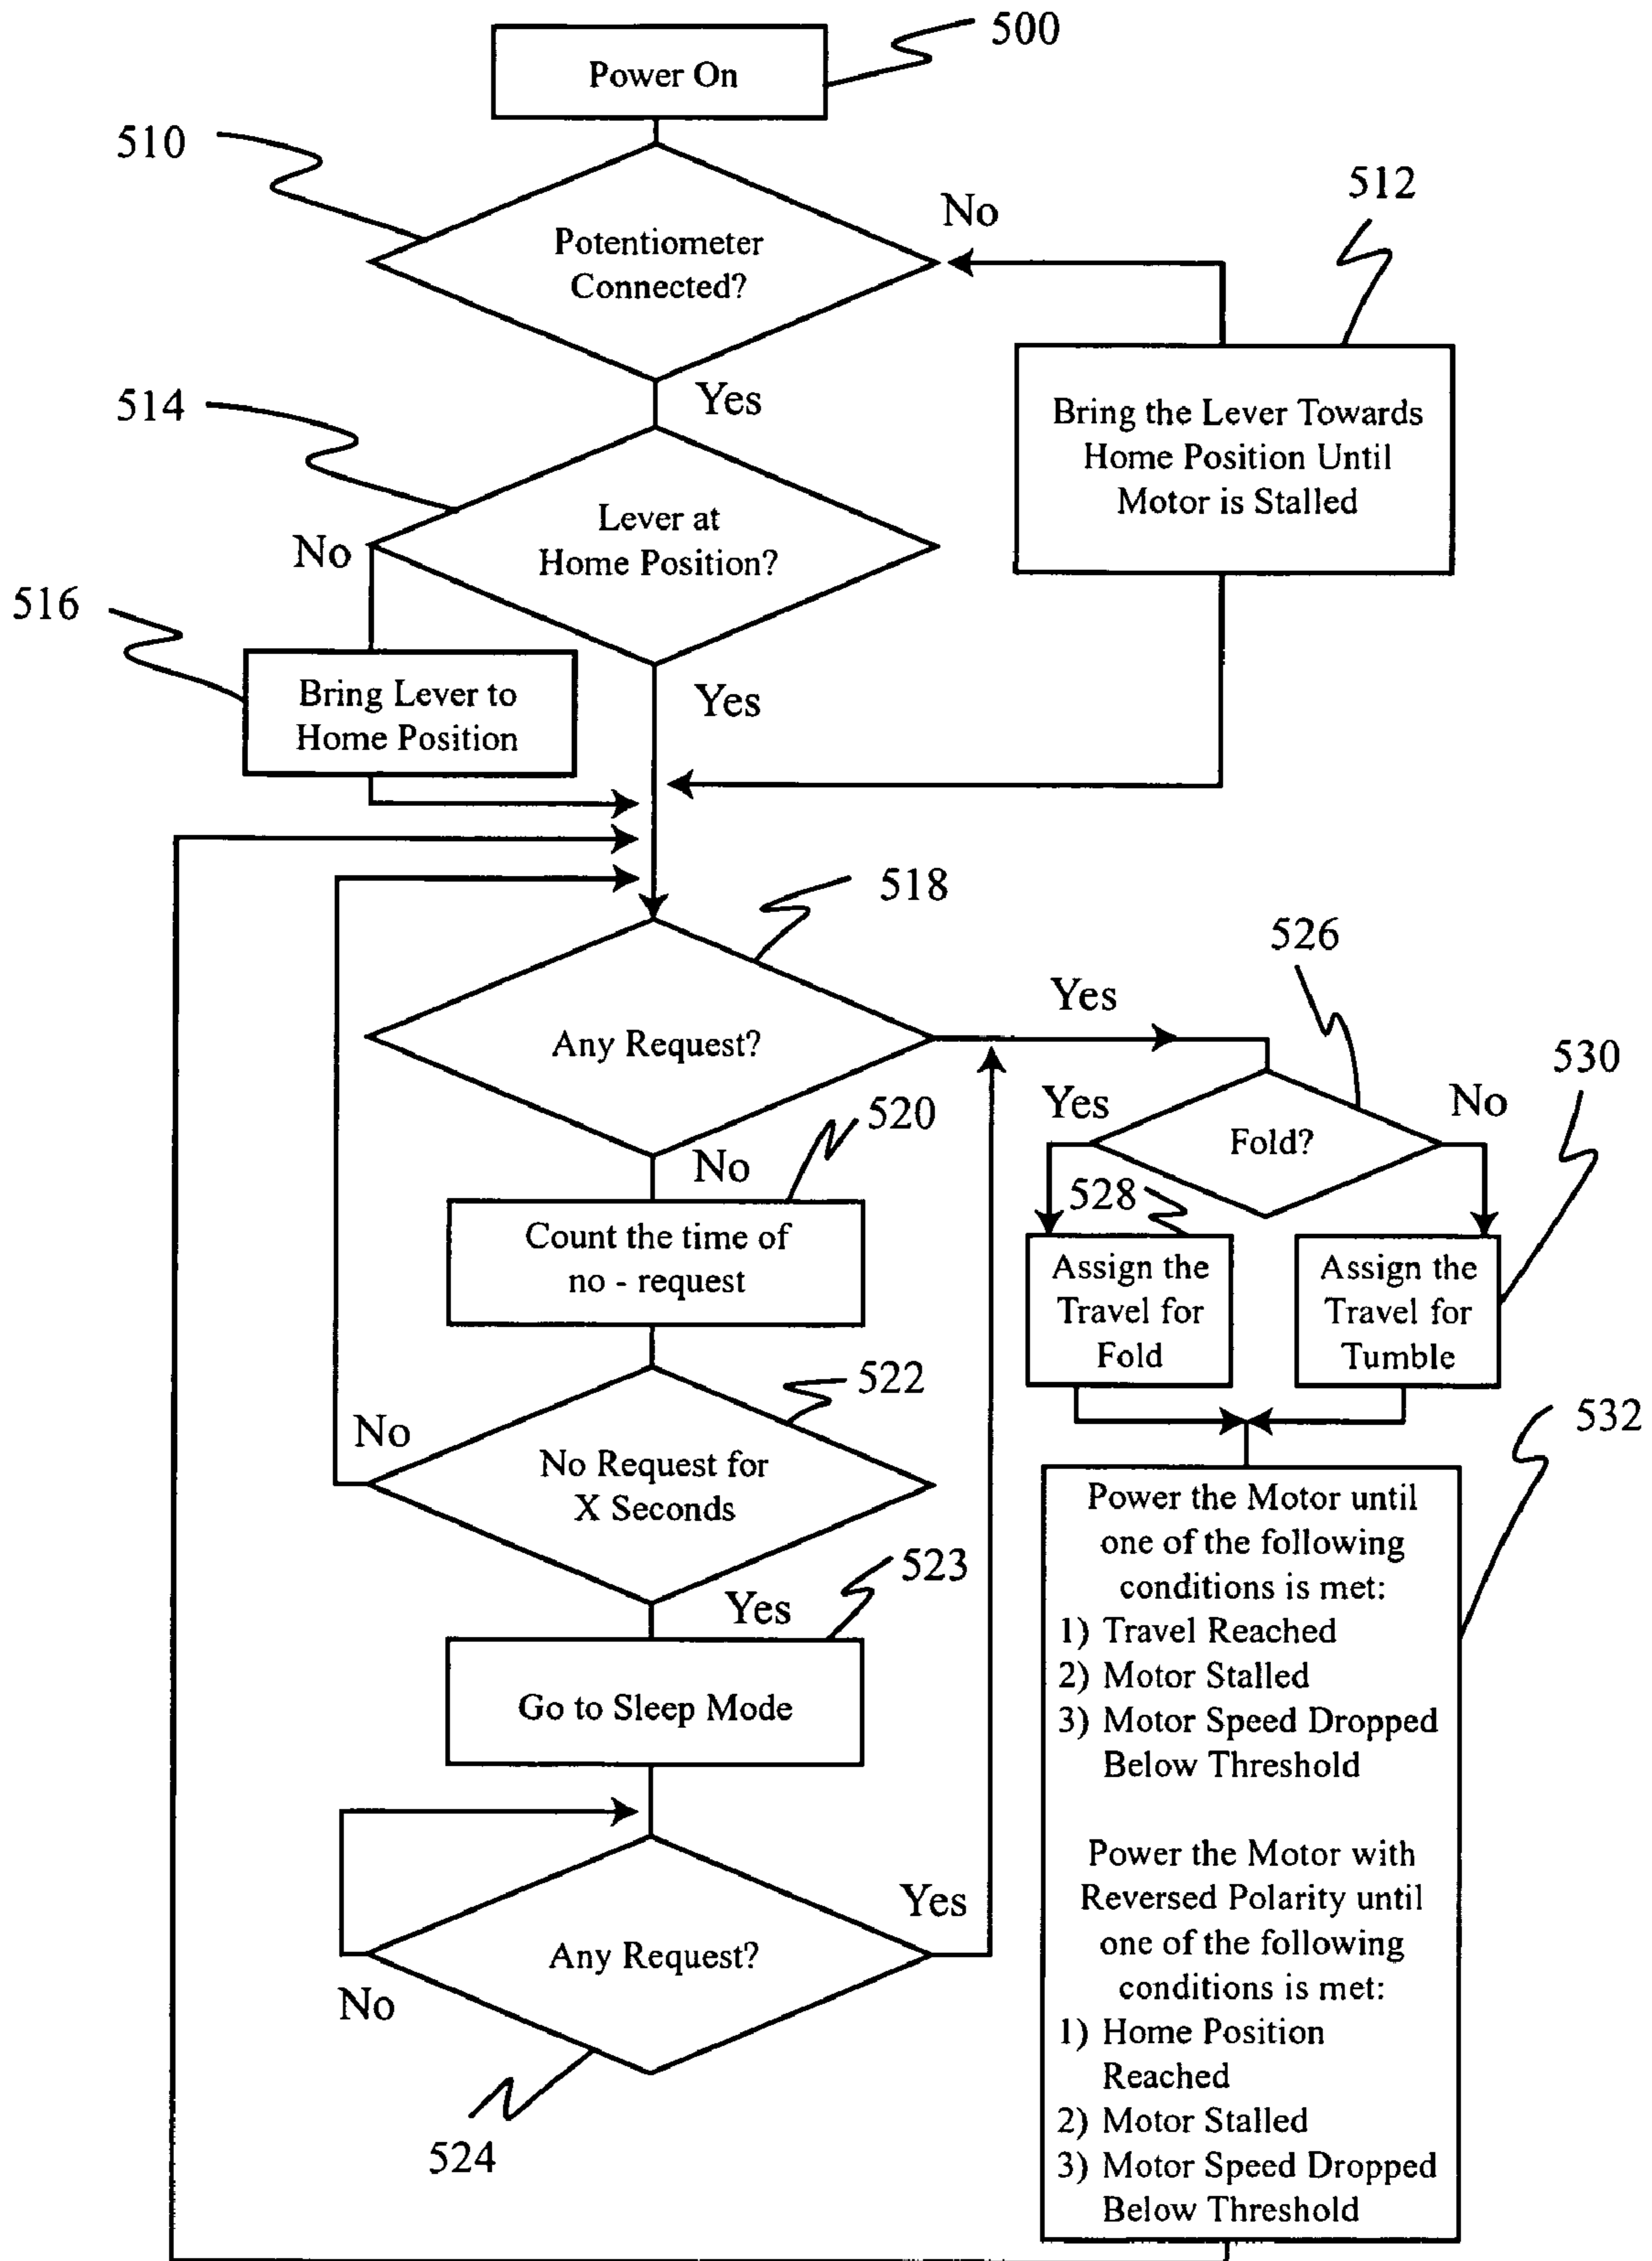 500
Power On
510
No
512
Potentiometer
Connected?
Yes
514
Bring the Lever Towards
Home Position Until
Motor is Stalled
Lever at
Home Position?
No
516
Bring Lever to
Home Position
Yes
518
526
Yes
Any Request?
530
520
Yes
No
Fold?
No
528
Count the time of
no - request
Assign the
Travel for
Fold
Assign the
Travel for
Tumble
522
532
No
No Request for
X Seconds
Power the Motor until
one of the following
conditions is met:
1) Travel Reached
2) Motor Stalled
3) Motor Speed Dropped
Below Threshold
523
Yes
Go to Sleep Mode
Power the Motor with
Reversed Polarity until
one of the following
conditions is met:
1) Home Position
Reached
2) Motor Stalled
3) Motor Speed Dropped
Below Threshold
Yes
Any Request?
No
524